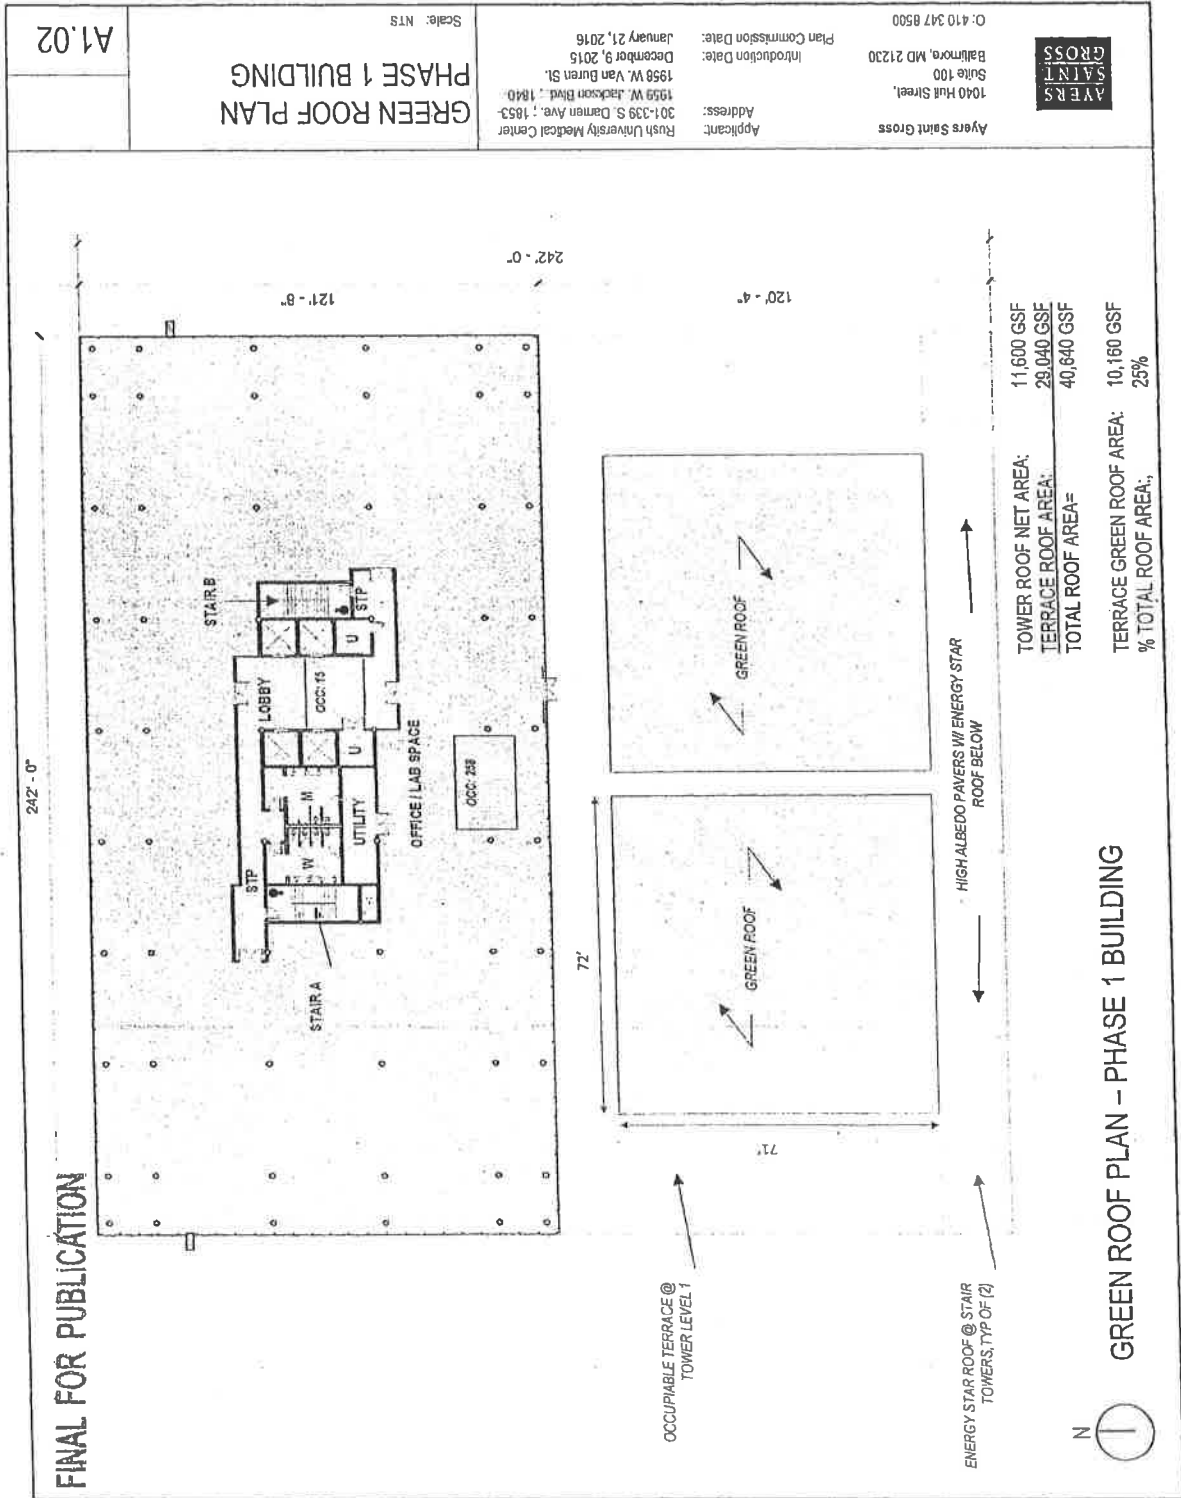 FINAL FOR PUBLICATION
242' - 0"
121' - 8"
242' - 0"
120' - 4"
STAIR B
STP
U
LOBBY
OCC: 15
U
M
W
UTILITY
STP
STAIR A
OFFICE / LAB SPACE
OCC: 258
72'
71'
GREEN ROOF
GREEN ROOF
OCCUPIABLE TERRACE @
TOWER LEVEL 1
ENERGY STAR ROOF @ STAIR
TOWERS, TYP OF (2)
HIGH ALBEDO PAVERS W/ ENERGY STAR
ROOF BELOW
TOWER ROOF NET AREA: 11,600 GSF
TERRACE ROOF AREA: 29,040 GSF
TOTAL ROOF AREA= 40,640 GSF
TERRACE GREEN ROOF AREA: 10,160 GSF
% TOTAL ROOF AREA:, 25%
N
GREEN ROOF PLAN – PHASE 1 BUILDING
AYERS
SAINT
GROSS
Ayers Saint Gross
1040 Hull Street,
Suite 100
Baltimore, MD 21230
O: 410 347 8500
Applicant: Rush University Medical Center
Address: 301-339 S. Damen Ave.; 1853-
1959 W. Jackson Blvd.; 1840-
1958 W. Van Buren St.
Introduction Date: December 9, 2015
Plan Commission Date: January 21, 2016
GREEN ROOF PLAN
PHASE 1 BUILDING
Scale: NTS
A1.02